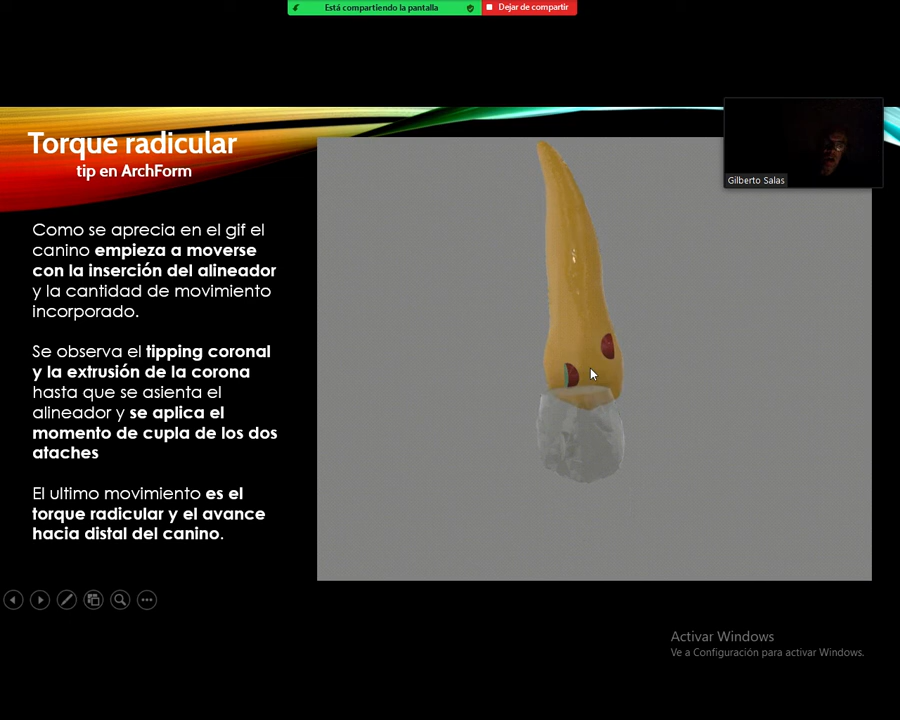 Está compartiendo la pantalla
Dejar de compartir
Torque radicular
tip en ArchForm
Gilberto Salas
Como se aprecia en el gif el
canino empieza a moverse
con la inserción del alineador
y la cantidad de movimiento
incorporado.
Se observa el tipping coronal
y la extrusión de la corona
hasta que se asienta el
alineador y se aplica el
momento de cupla de los dos
ataches
El ultimo movimiento es el
torque radicular y el avance
hacia distal del canino.
Activar Windows
Ve a Configuración para activar Windows.